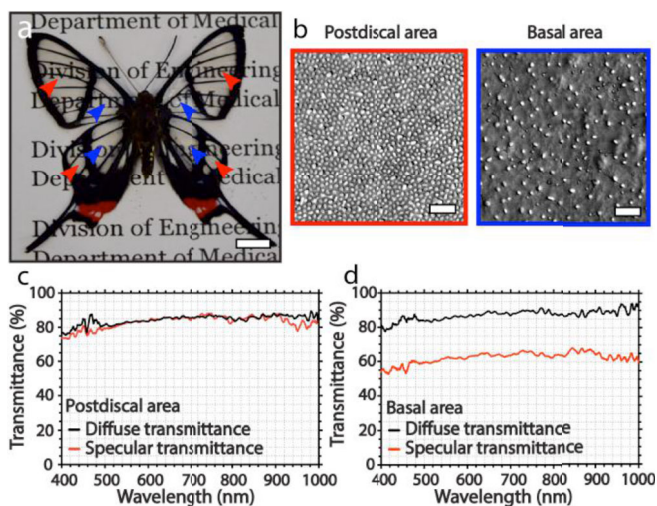 a
Department of Medical
Division of Engineering
Department of Medical
Division of Engineering
Department of Medical
Division of Engineering
Department of Medical
b
Postdiscal area
Basal area
c
Transmittance (%)
100
80
60
40
20
0
Postdiscal area
Diffuse transmittance
Specular transmittance
400 500 600 700 800 900 1000
Wavelength (nm)
d
Transmittance (%)
100
80
60
40
20
0
Basal area
Diffuse transmittance
Specular transmittance
400 500 600 700 800 900 1000
Wavelength (nm)